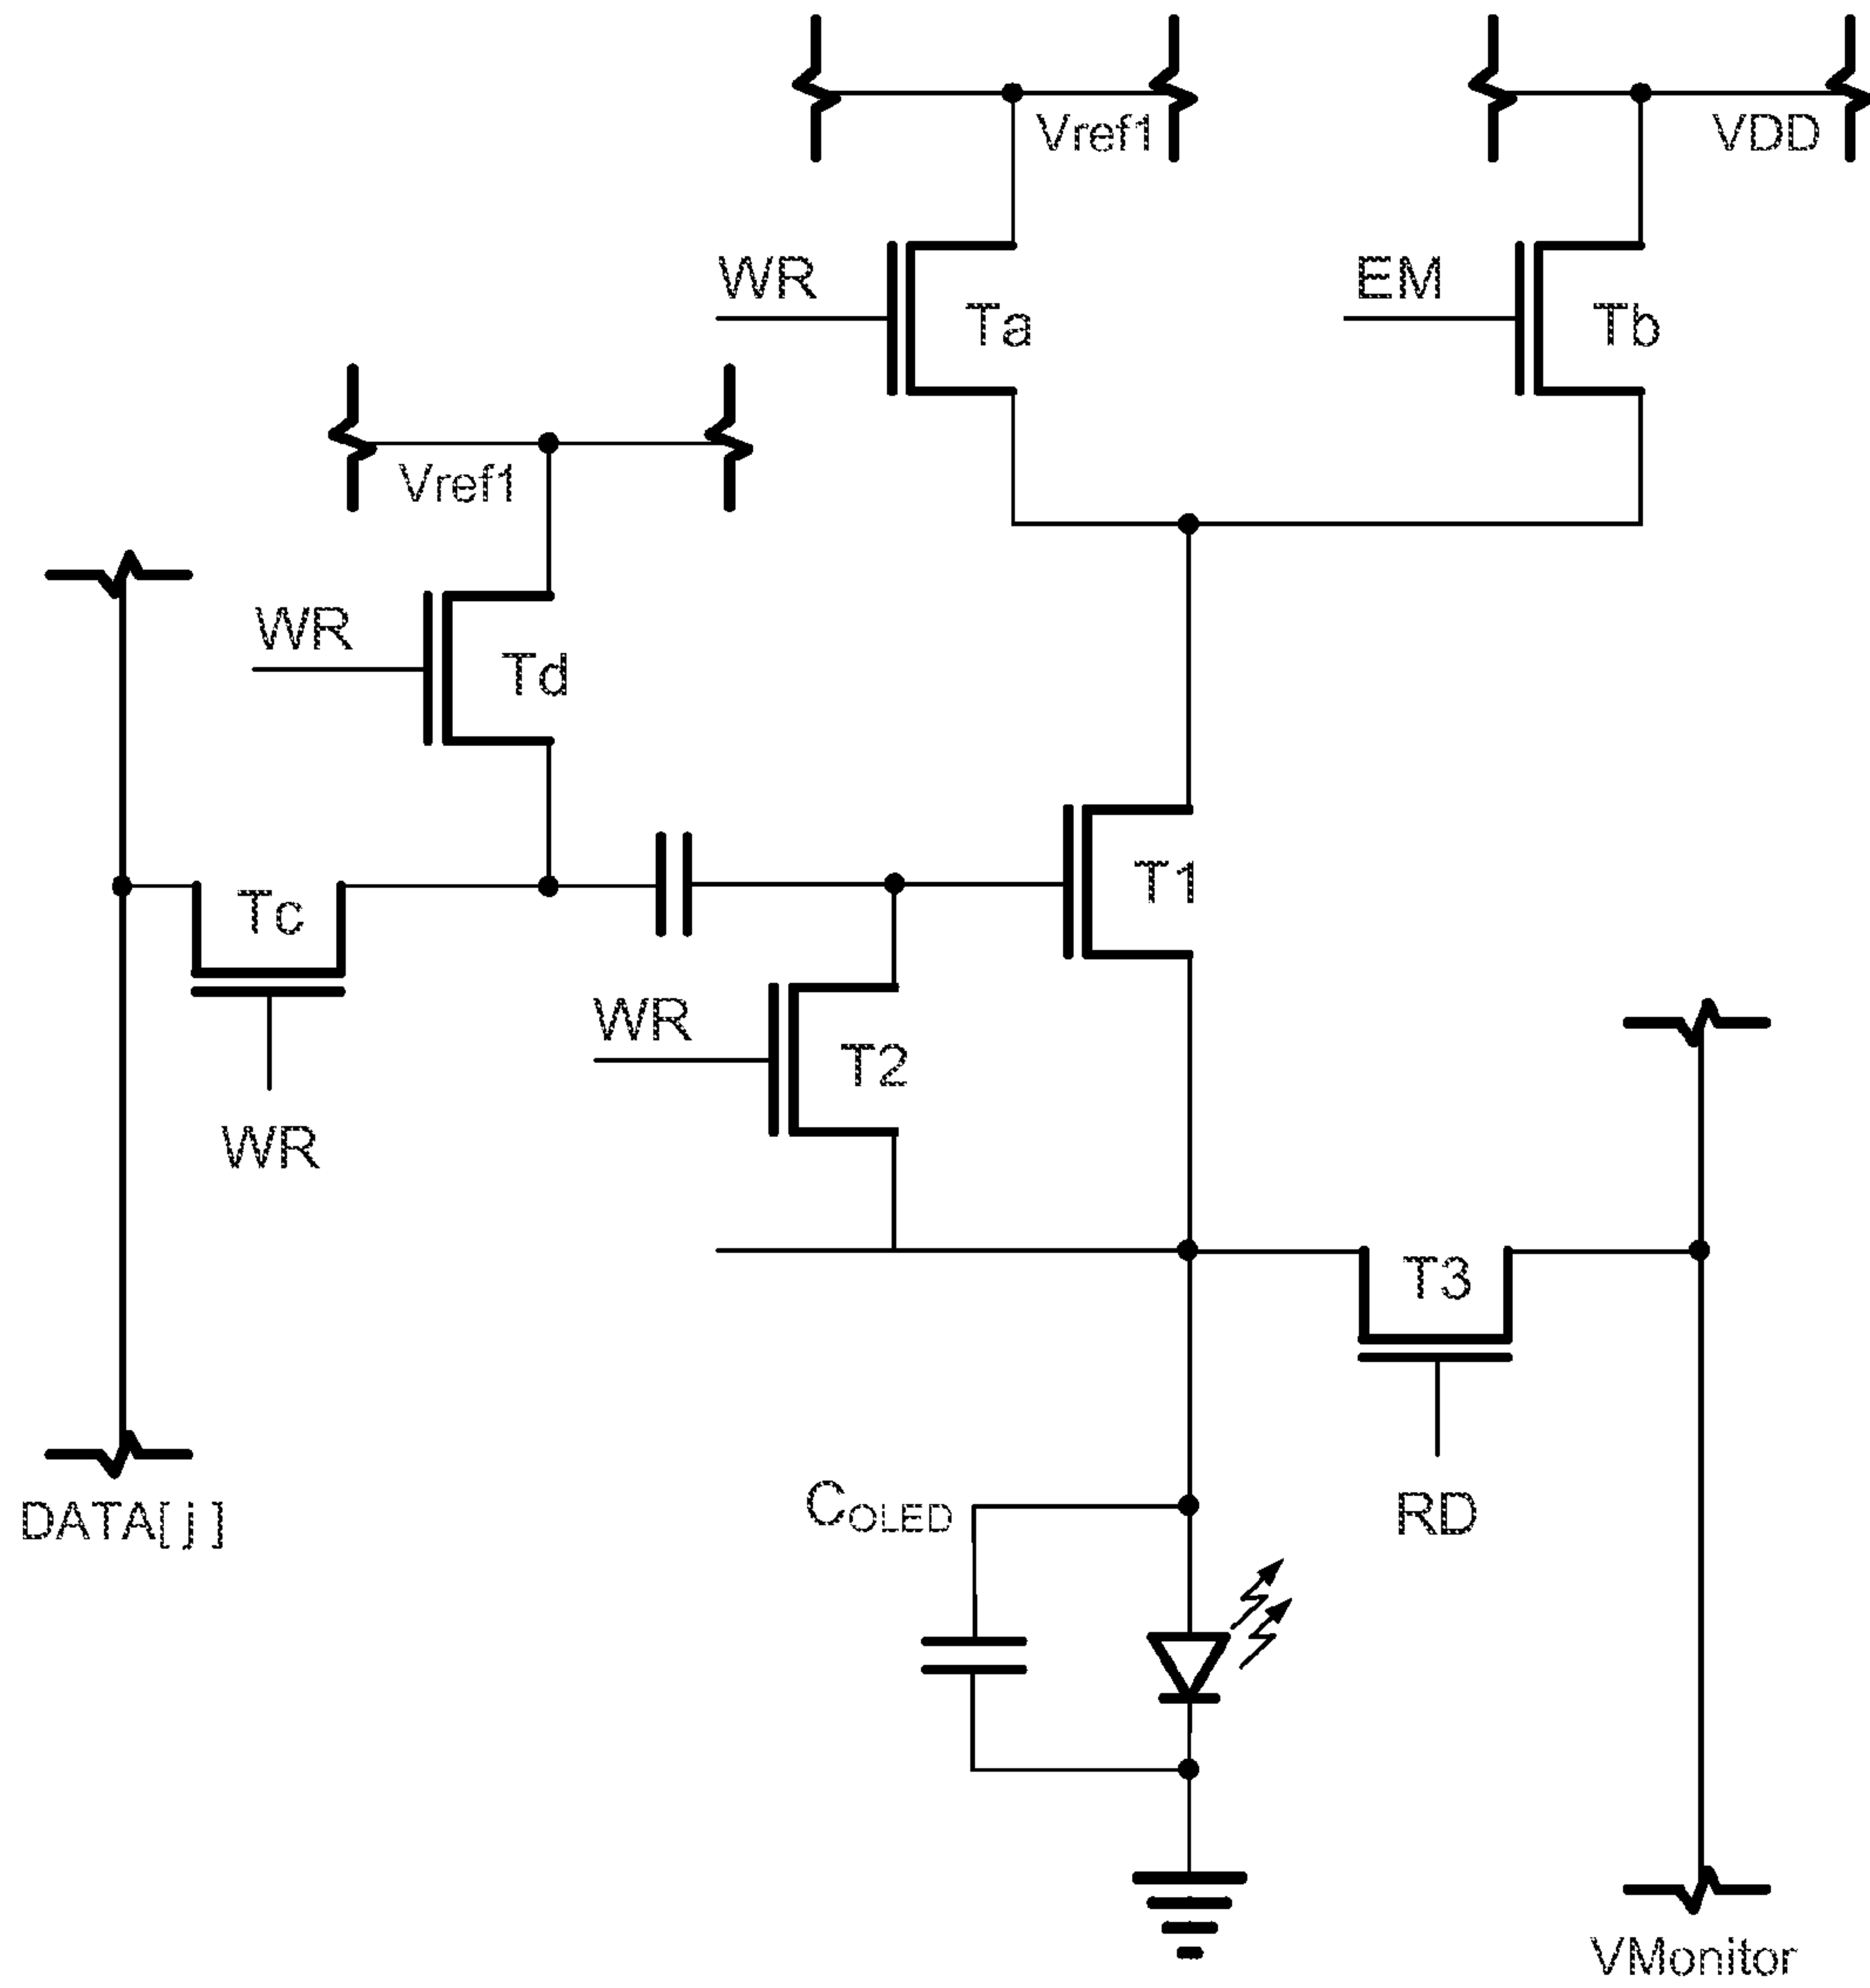 Vref1
VDD
WR
Ta
EM
Tb
Vref1
WR
Td
Tc
T1
WR
T2
WR
T3
COLED
RD
DATA[ j ]
VMonitor